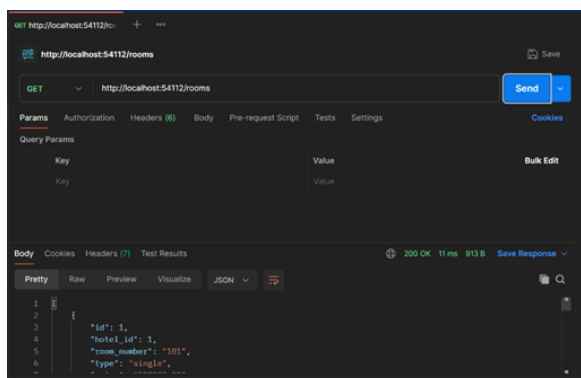 GET http://localhost:54112/roo
+
http://localhost:54112/rooms
Save
GET
http://localhost:54112/rooms
Send
Params Authorization Headers (6) Body Pre-request Script Tests Settings
Cookies
Query Params
Key Value Bulk Edit
Key Value
Body Cookies Headers (7) Test Results
200 OK 11 ms 913 B Save Response
Pretty Raw Preview Visualize JSON
1 [
2 {
3 "id": 1,
4 "hotel_id": 1,
5 "room_number": "101",
6 "type": "single",